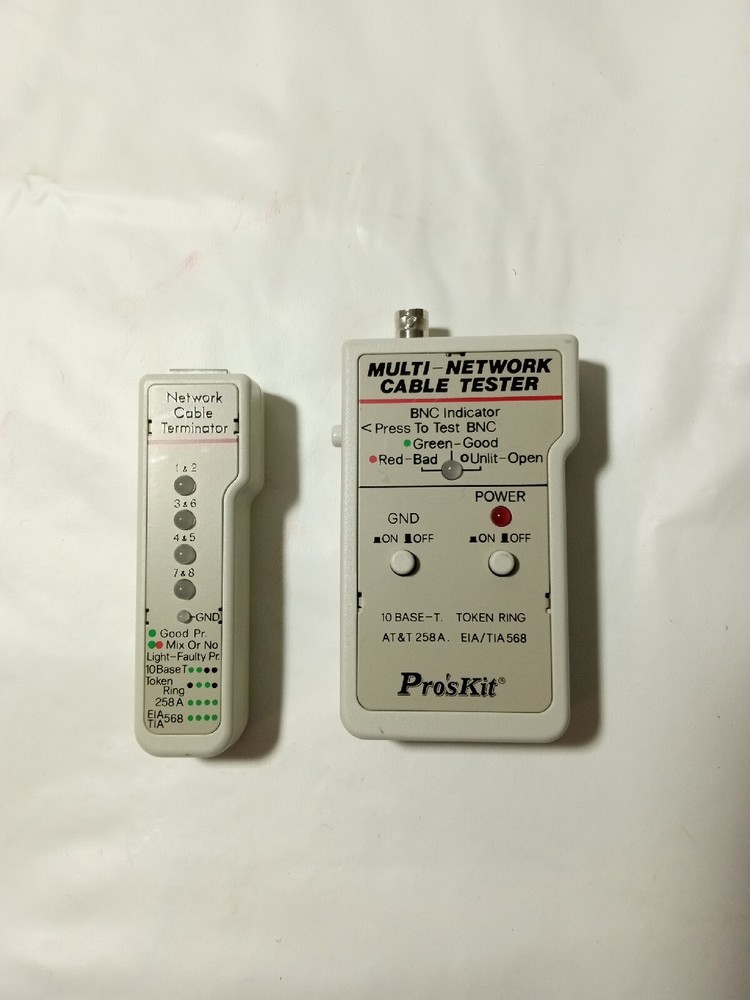 Network
Cable
Terminator
1 & 2
3 & 6
4 & 5
7 & 8
GND
Good Pr.
Mix Or No
Light-Faulty Pr.
10BaseT
Token
Ring
258A
EIA
TIA 568
MULTI-NETWORK
CABLE TESTER
BNC Indicator
< Press To Test BNC
Green-Good
Red-Bad Unlit-Open
POWER
GND
ON OFF ON OFF
10 BASE-T. TOKEN RING
AT&T 258A. EIA/TIA 568
Pro'sKit®